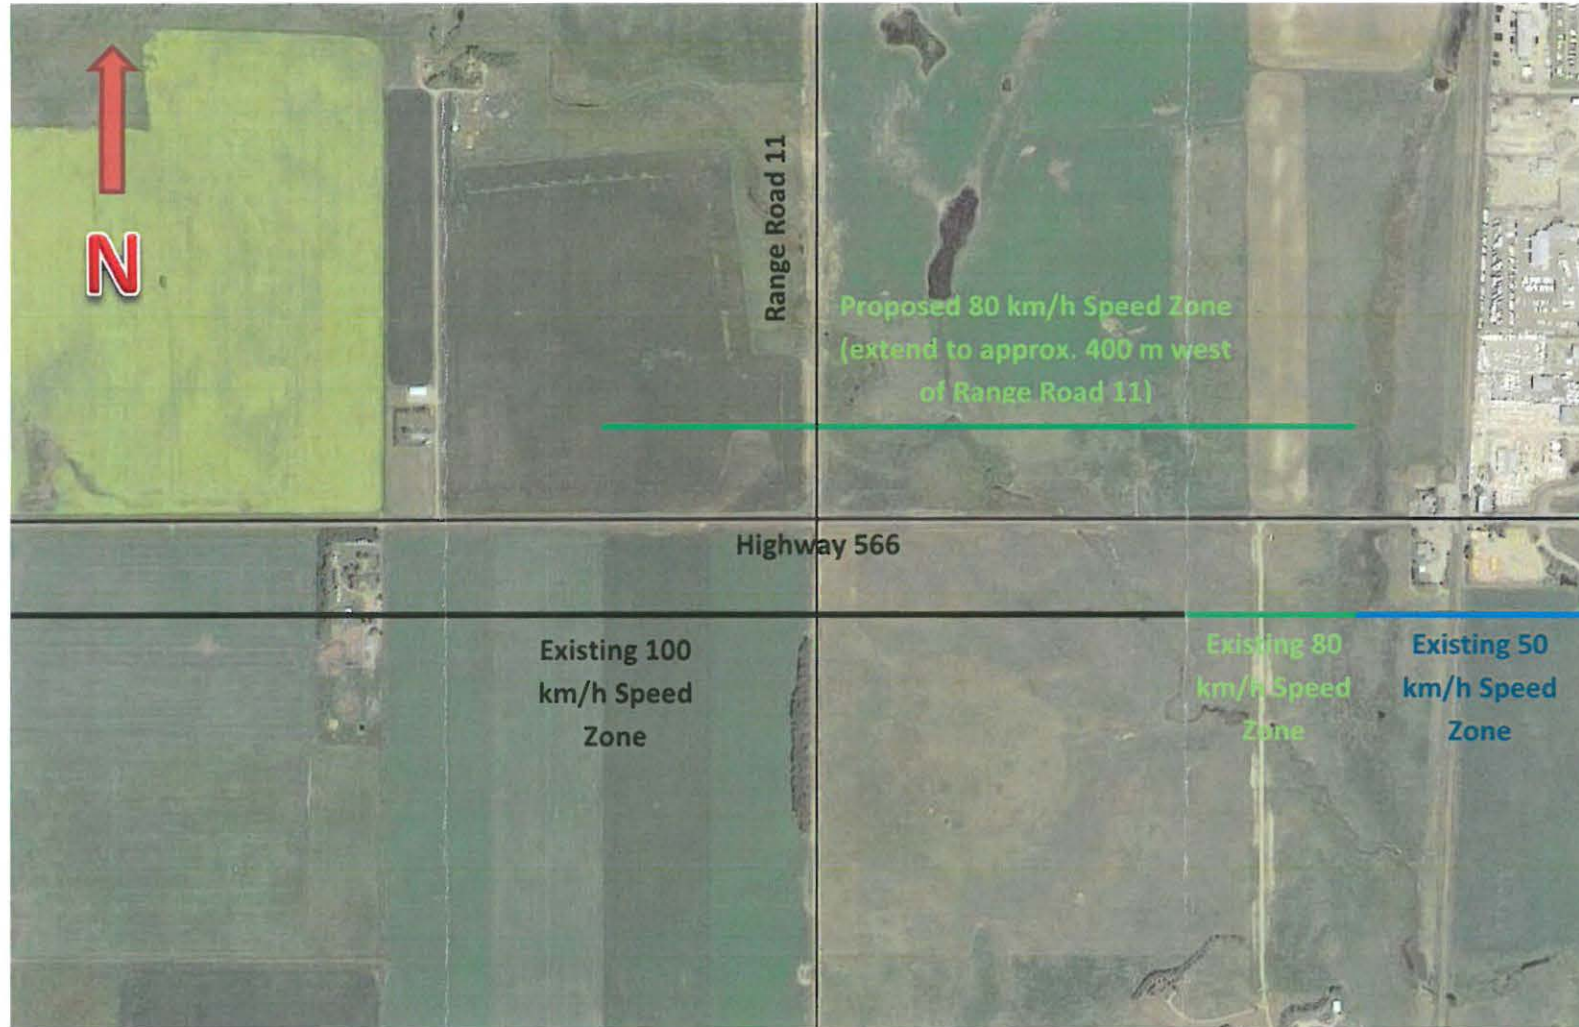 N
Range Road 11
Proposed 80 km/h Speed Zone
(extend to approx. 400 m west
of Range Road 11)
Highway 566
Existing 100
km/h Speed
Zone
Existing 80
km/h Speed
Zone
Existing 50
km/h Speed
Zone